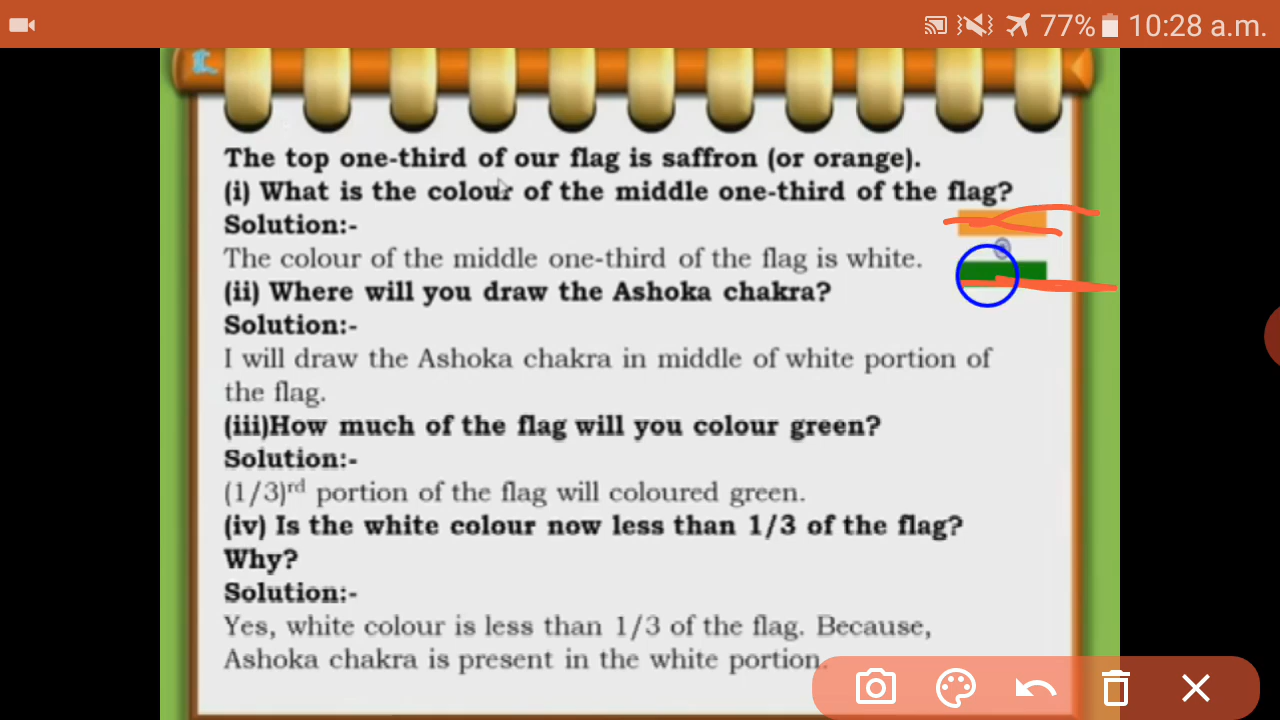 77% 10:28 a.m.
The top one-third of our flag is saffron (or orange).
(i) What is the colour of the middle one-third of the flag?
Solution:-
The colour of the middle one-third of the flag is white.
(ii) Where will you draw the Ashoka chakra?
Solution:-
I will draw the Ashoka chakra in middle of white portion of
the flag.
(iii)How much of the flag will you colour green?
Solution:-
(1/3)rd portion of the flag will coloured green.
(iv) Is the white colour now less than 1/3 of the flag?
Why?
Solution:-
Yes, white colour is less than 1/3 of the flag. Because,
Ashoka chakra is present in the white portion.